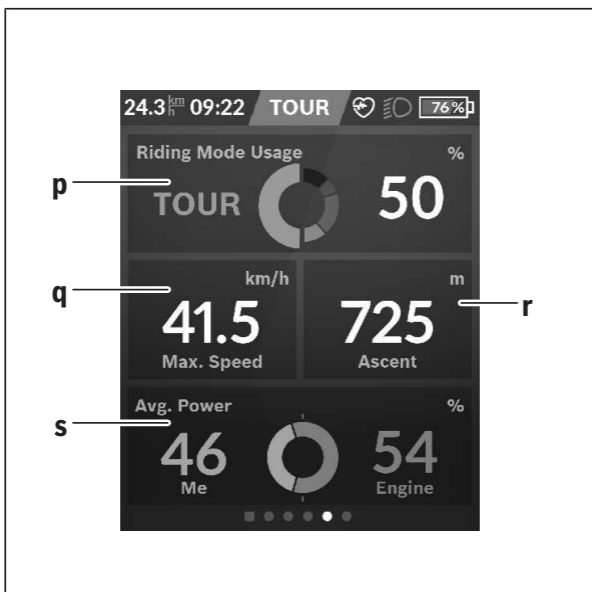 24.3 km/h 09:22 TOUR 76%
Riding Mode Usage %
p
TOUR 50
q
km/h m
r
41.5 725
Max. Speed Ascent
Avg. Power %
s
46 54
Me Engine